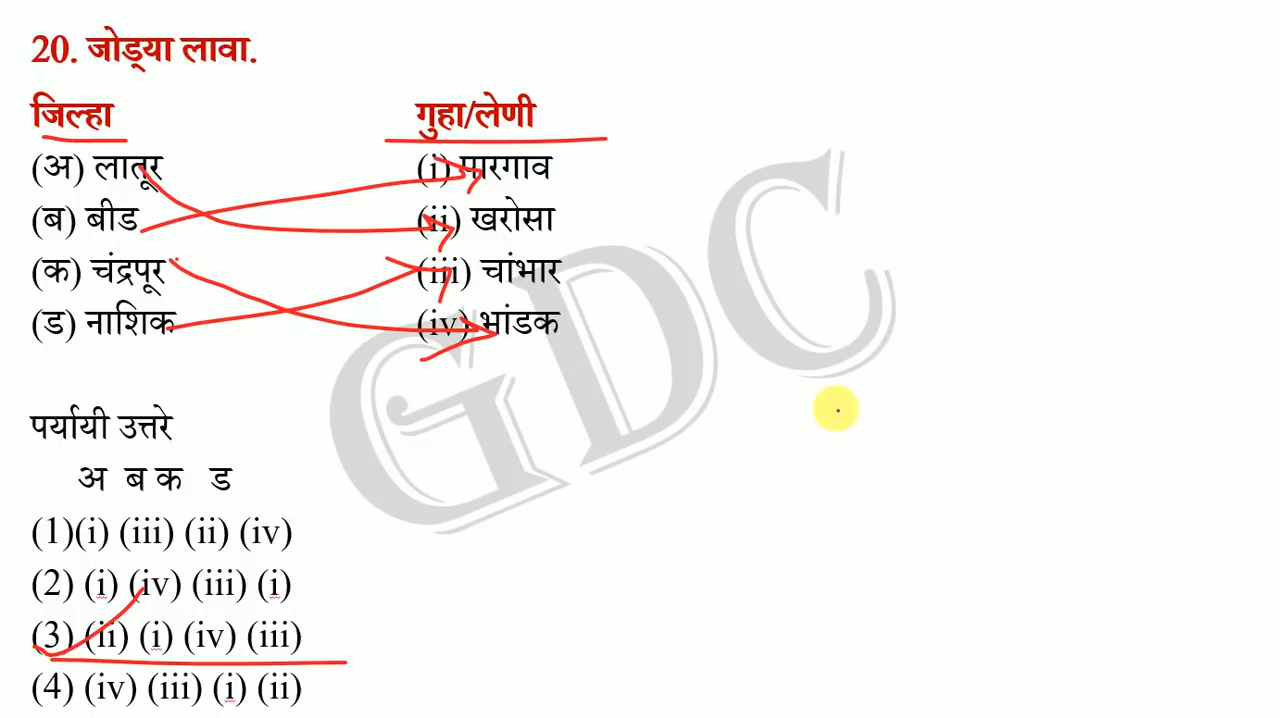 20. जोड्या लावा.
जिल्हा गुहा/लेणी
(अ) लातूर (i) पारगाव
(ब) बीड (ii) खरोसा
(क) चंद्रपूर (iii) चांभार
(ड) नाशिक (iv) भांडक
पर्यायी उत्तरे
अ ब क ड
(1)(i) (iii) (ii) (iv)
(2) (i) (iv) (iii) (i)
(3) (ii) (i) (iv) (iii)
(4) (iv) (iii) (i) (ii)
GDC